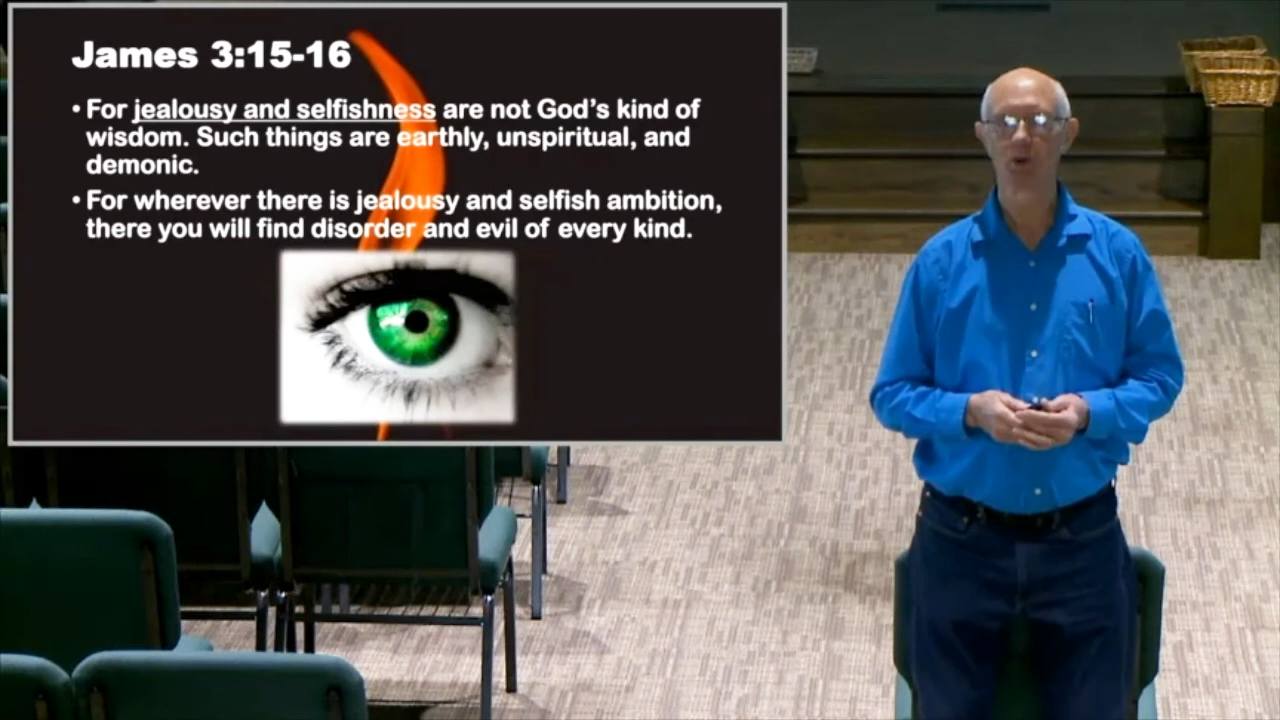 James 3:15-16
• For jealousy and selfishness are not God's kind of
wisdom. Such things are earthly, unspiritual, and
demonic.
• For wherever there is jealousy and selfish ambition,
there you will find disorder and evil of every kind.